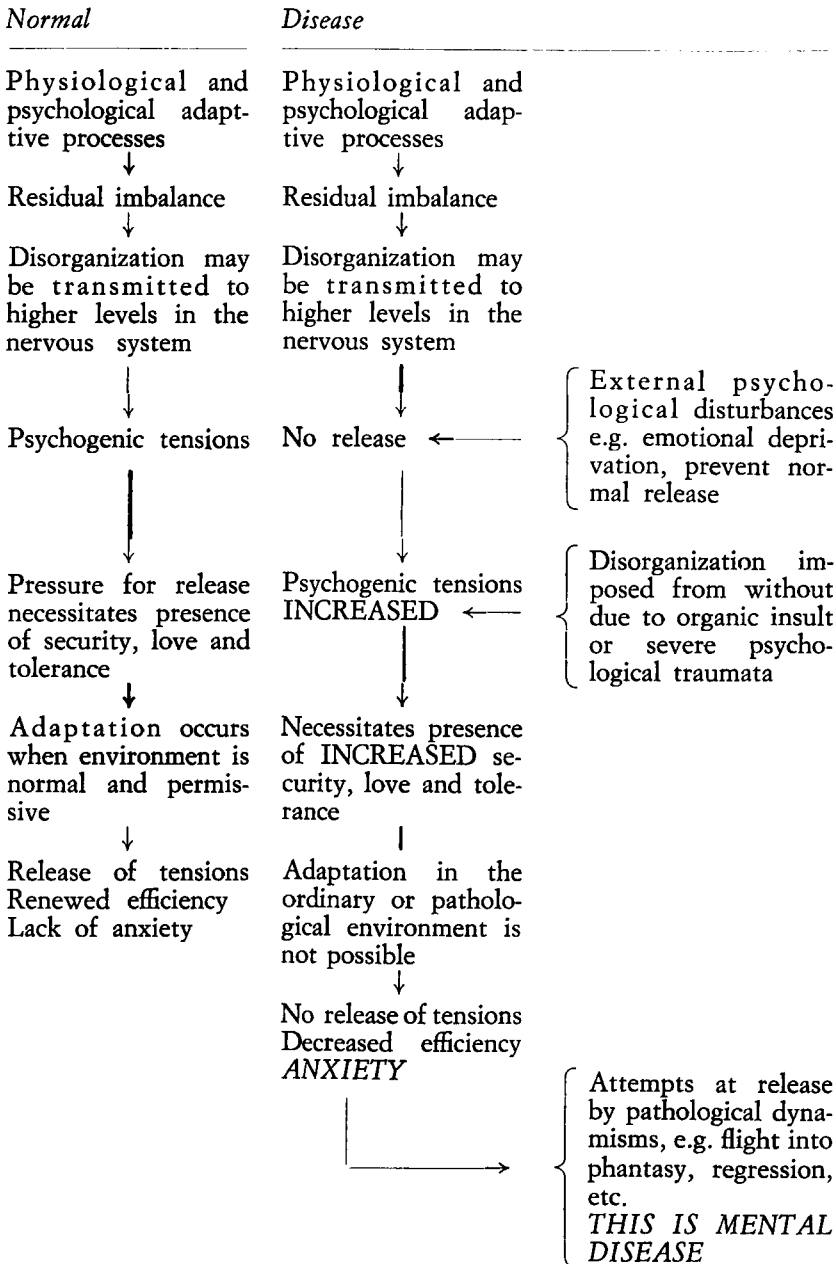 Normal
Disease
Physiological and
psychological adapt-
tive processes
Residual imbalance
Disorganization may
be transmitted to
higher levels in the
nervous system
Psychogenic tensions
Pressure for release
necessitates presence
of security, love and
tolerance
Adaptation occurs
when environment is
normal and permis-
sive
Release of tensions
Renewed efficiency
Lack of anxiety
Physiological and
psychological adap-
tive processes
Residual imbalance
Disorganization may
be transmitted to
higher levels in the
nervous system
No release
External psycho-
logical disturbances
e.g. emotional depri-
vation, prevent nor-
mal release
Psychogenic tensions
INCREASED
Disorganization im-
posed from without
due to organic insult
or severe psycho-
logical traumata
Necessitates presence
of INCREASED se-
curity, love and tole-
rance
Adaptation in the
ordinary or patholo-
gical environment is
not possible
No release of tensions
Decreased efficiency
ANXIETY
Attempts at release
by pathological dyna-
misms, e.g. flight into
phantasy, regression,
etc.
THIS IS MENTAL
DISEASE